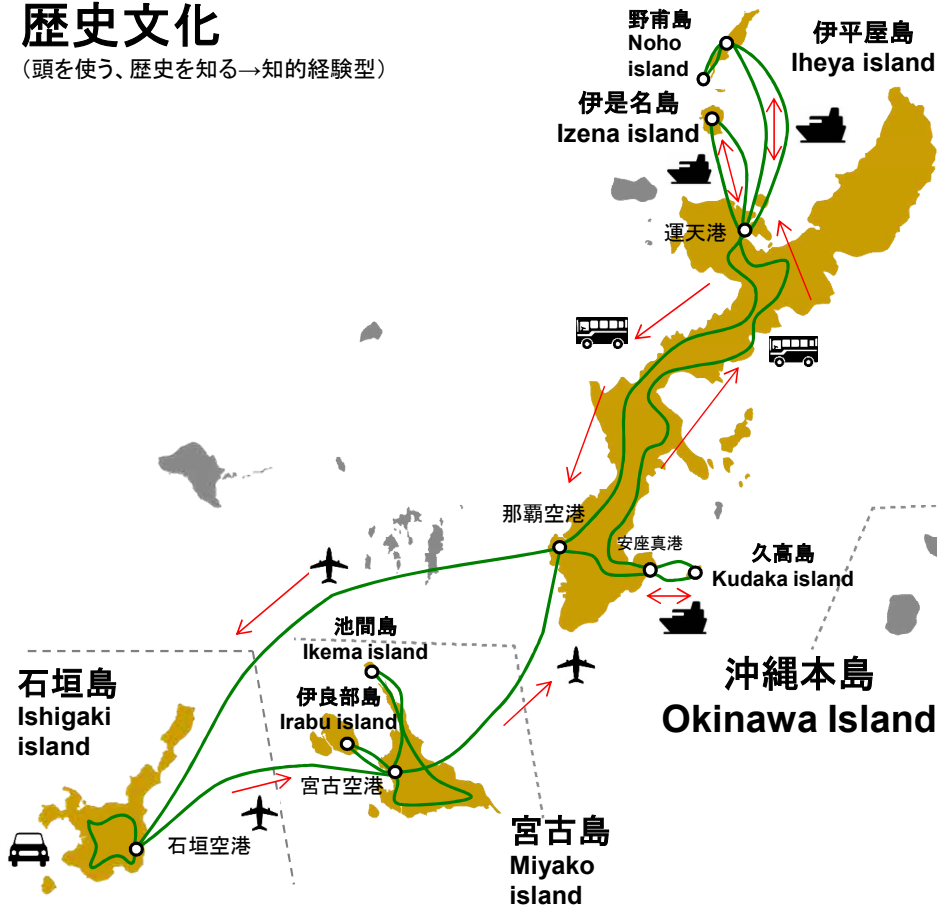 歴史文化
（頭を使う、歴史を知る→知的経験型）
野甫島
Noho
island
伊平屋島
Iheya island
伊是名島
Izena island
運天港
那覇空港
安座真港
久高島
Kudaka island
池間島
Ikema island
伊良部島
Irabu island
石垣島
Ishigaki
island
沖縄本島
Okinawa Island
宮古空港
石垣空港
宮古島
Miyako
island